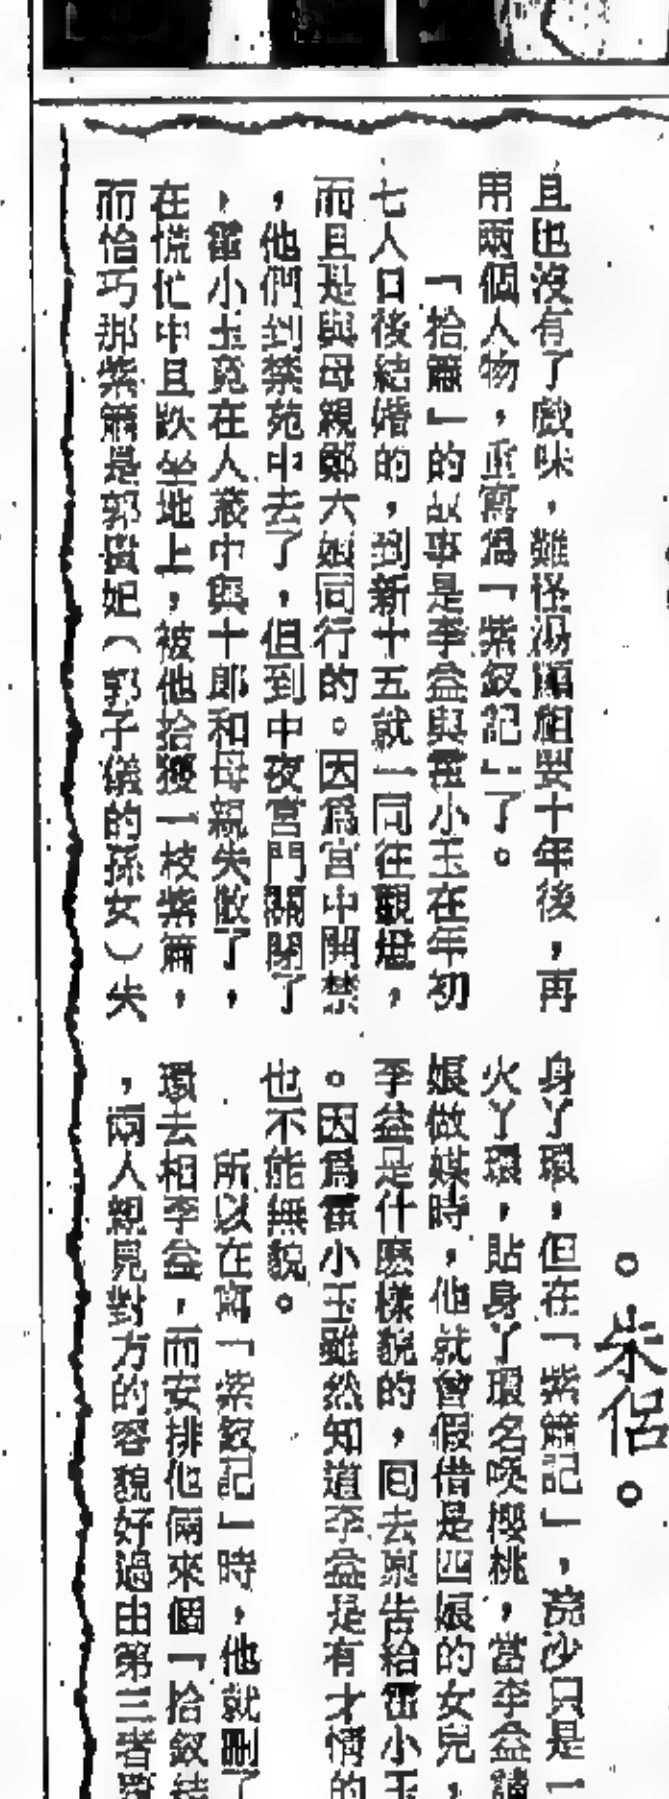 且也沒有了戲味，難怪湯顯祖要十年後，再
用兩個人物，重寫過「紫釵記」了。
「拾簫」的故事是李益與霍小玉在年初
七人日後結婚的，到新十五就一同往觀燈，
而且是與母親鄭六娘同行的。因爲宮中開禁
，他們到禁苑中去了，但到中夜宮門關閉了
，霍小玉竟在人叢中與十郎和母親失散了，
在慌忙中且跌坐地上，被他拾獲一枝紫簫，
而恰巧那紫簫是郭貴妃（郭子儀的孫女）失
。朱侶。
身丫環，但在「紫簫記」，浣沙只是一
火丫環，貼身丫環名喚櫻桃，當李益請
娘做媒時，他就曾假借是四娘的女兒，
李益是什麽樣貌的，囘去禀告給霍小玉
。因爲霍小玉雖然知道李益是有才情的
也不能無貌。
所以在寫「紫釵記」時，他就刪了
環去相李益，而安排他倆來個「拾釵結
，兩人親見對方的容貌好過由第三者